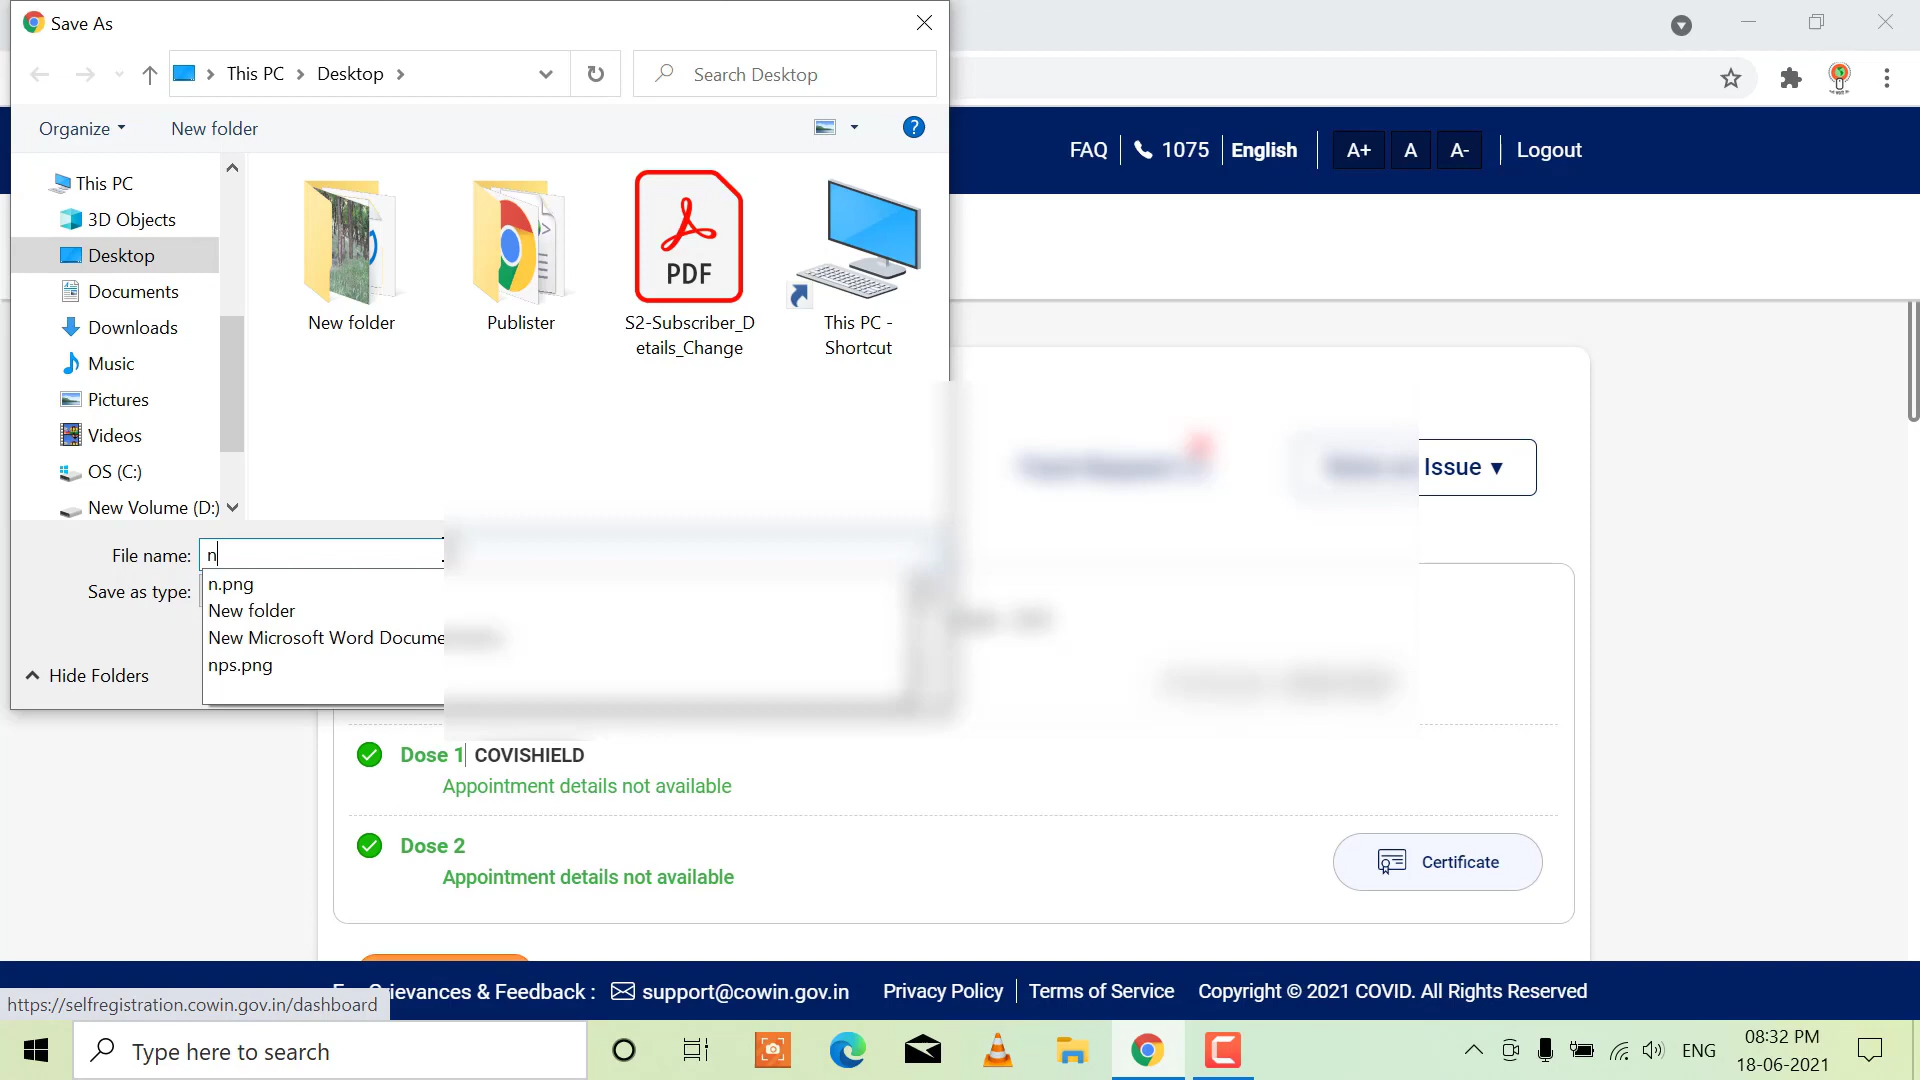 Save As
This PC
Desktop
Search Desktop
Organize
New folder
This PC
3D Objects
Desktop
Documents
Downloads
Music
Pictures
Videos
OS (C:)
New Volume (D:)
New folder
Publister
PDF
S2-Subscriber_D
etails_Change
This PC -
Shortcut
File name: n
Save as type:
n.png
New folder
New Microsoft Word Docume
nps.png
Hide Folders
FAQ
1075
English
A+
A
A-
Logout
Issue
Dose 1 COVISHIELD
Appointment details not available
Dose 2
Appointment details not available
Certificate
ievances & Feedback : support@cowin.gov.in Privacy Policy Terms of Service Copyright © 2021 COVID. All Rights Reserved
https://selfregistration.cowin.gov.in/dashboard
Type here to search
ENG
08:32 PM
18-06-2021